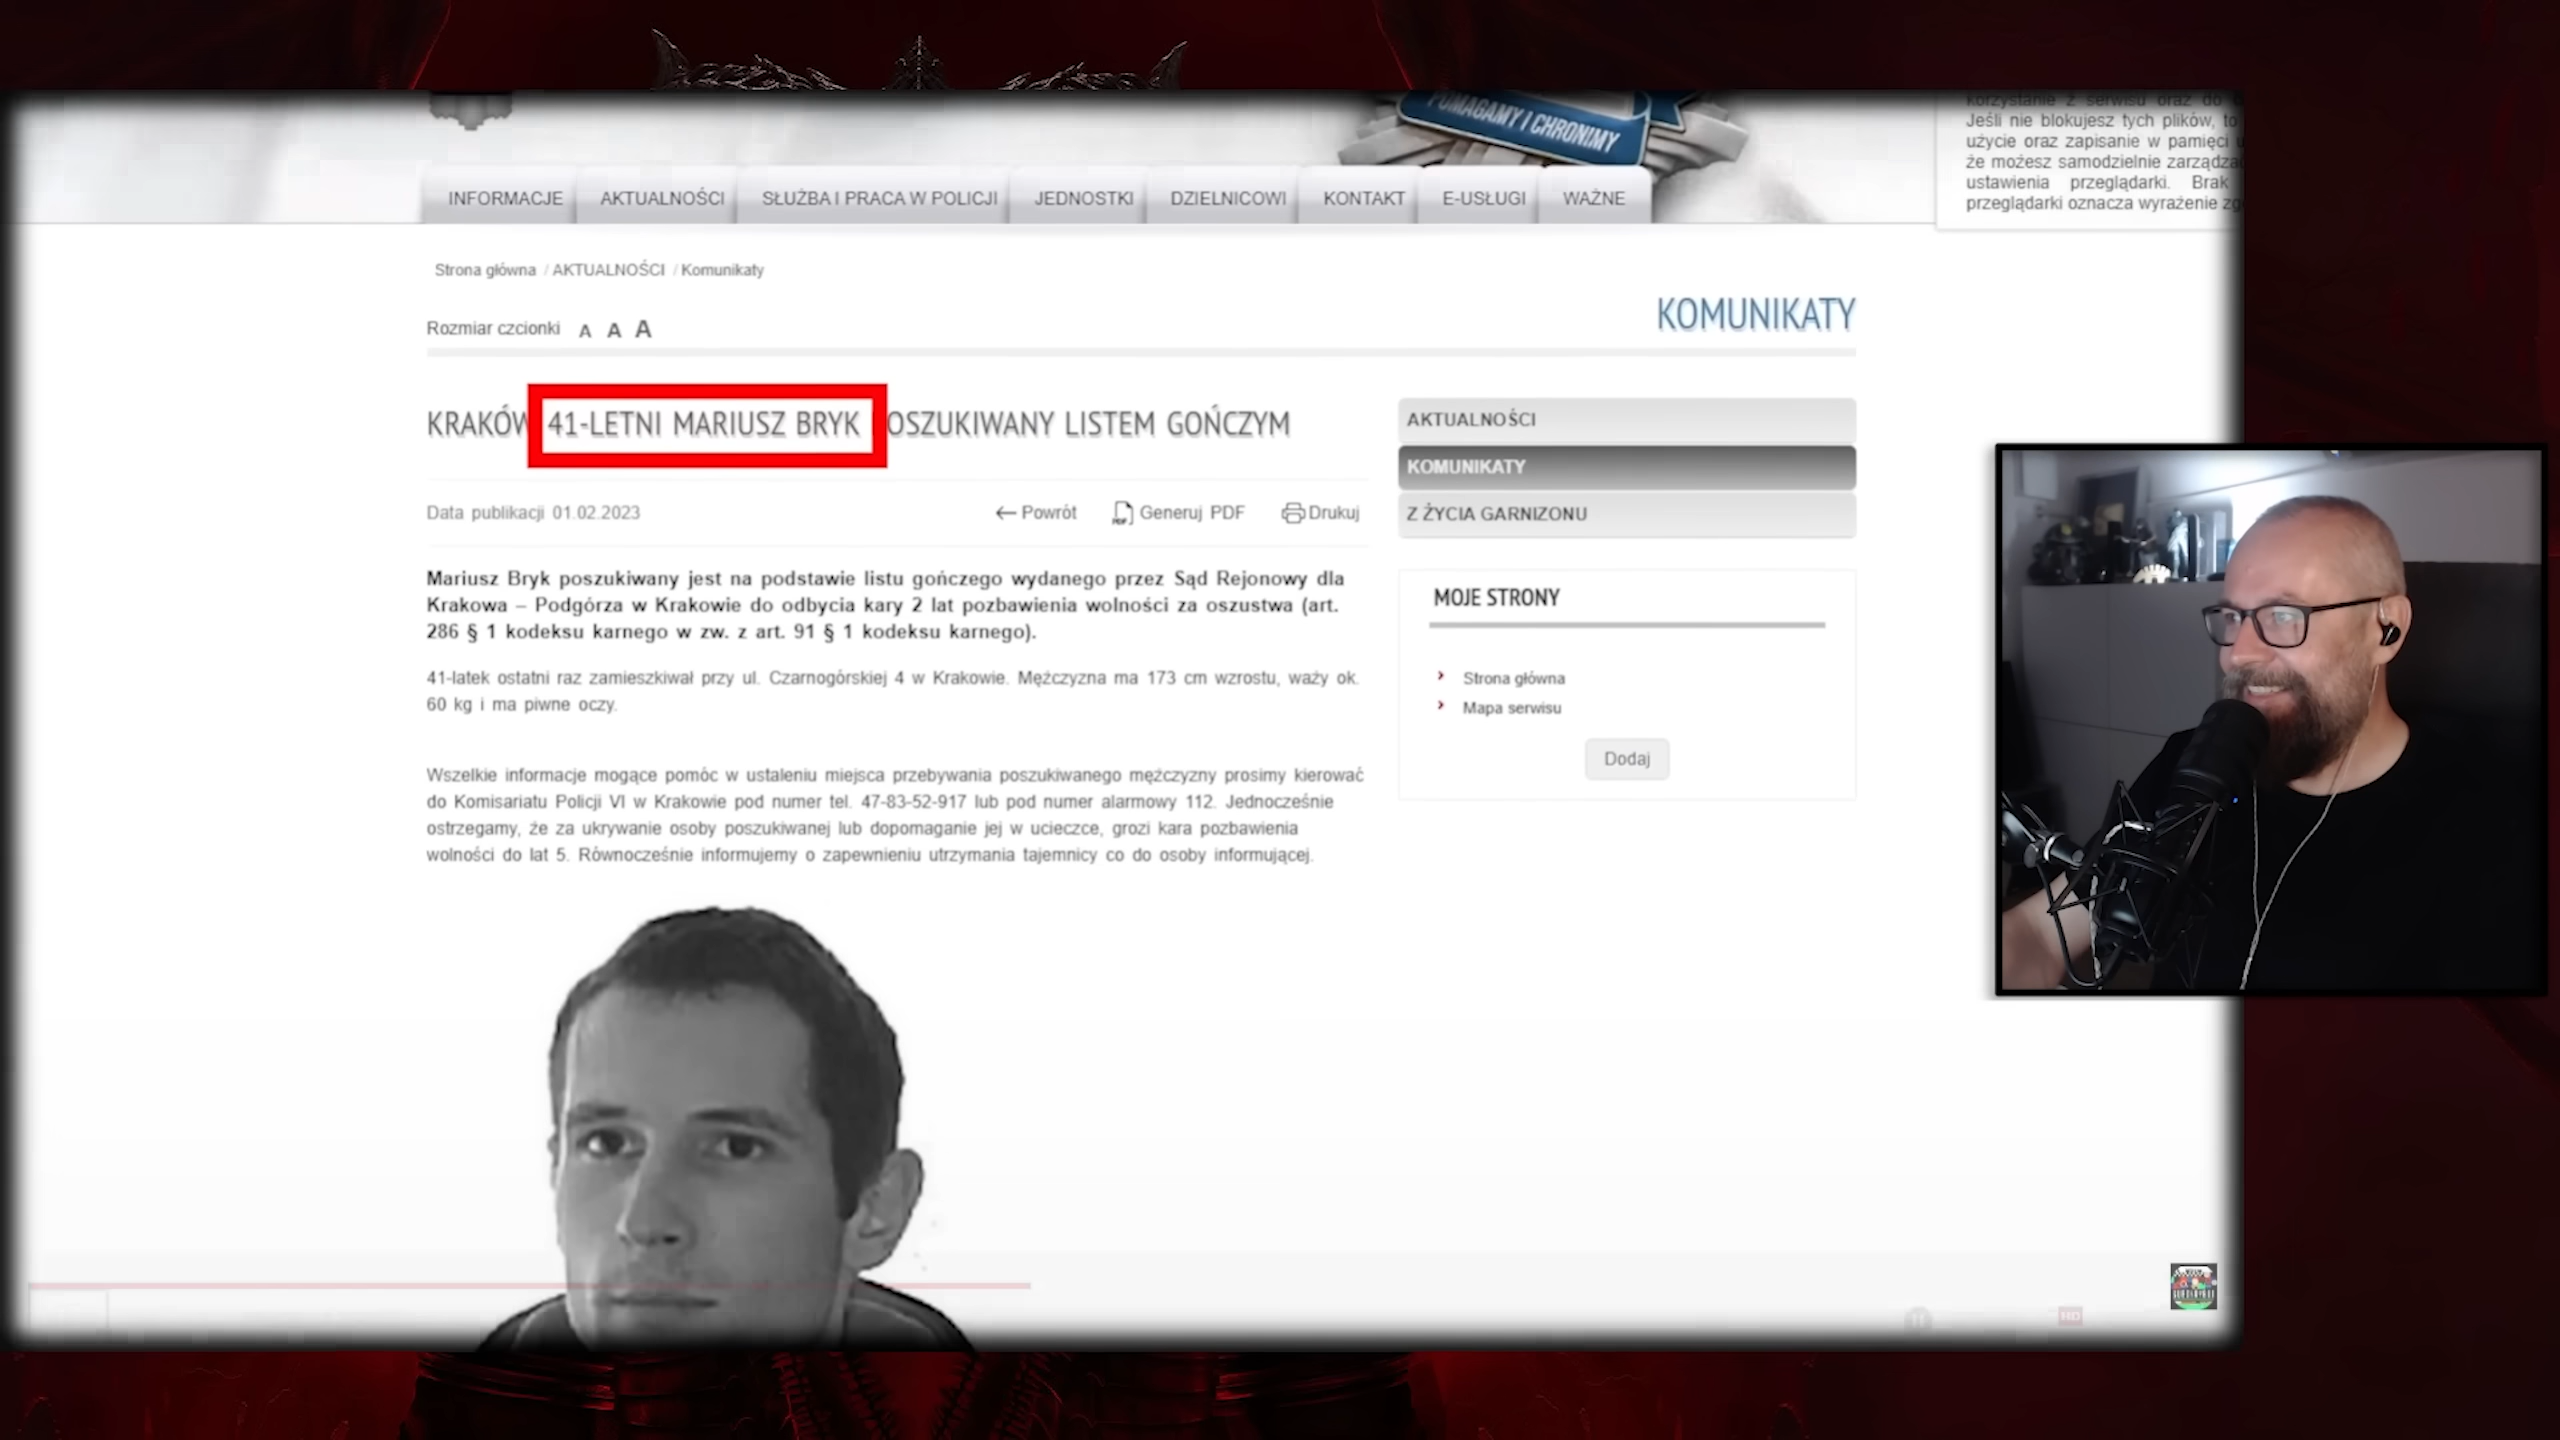 POMAGAMY I CHRONIMY
korzystanie z serwisu oraz do
Jeśli nie blokujesz tych plików, to
użycie oraz zapisanie w pamięci
że możesz samodzielnie zarządzać
ustawienia przeglądarki. Brak
przeglądarki oznacza wyrażenie
INFORMACJE AKTUALNOŚCI SŁUŻBA I PRACA W POLICJI JEDNOSTKI DZIELNICOWI KONTAKT E-USŁUGI WAŻNE
Strona główna / AKTUALNOŚCI / Komunikaty
KOMUNIKATY
Rozmiar czcionki A A A
KRAKÓW 41-LETNI MARIUSZ BRYK OSZUKIWANY LISTEM GOŃCZYM
Data publikacji 01.02.2023 Powrót Generuj PDF Drukuj
Mariusz Bryk poszukiwany jest na podstawie listu gończego wydanego przez Sąd Rejonowy dla
Krakowa – Podgórza w Krakowie do odbycia kary 2 lat pozbawienia wolności za oszustwa (art.
286 § 1 kodeksu karnego w zw. z art. 91 § 1 kodeksu karnego).
41-latek ostatni raz zamieszkiwał przy ul. Czarnogórskiej 4 w Krakowie. Mężczyzna ma 173 cm wzrostu, waży ok.
60 kg i ma piwne oczy.
Wszelkie informacje mogące pomóc w ustaleniu miejsca przebywania poszukiwanego mężczyzny prosimy kierować
do Komisariatu Policji VI w Krakowie pod numer tel. 47-83-52-917 lub pod numer alarmowy 112. Jednocześnie
ostrzegamy, że za ukrywanie osoby poszukiwanej lub dopomaganie jej w ucieczce, grozi kara pozbawienia
wolności do lat 5. Równocześnie informujemy o zapewnieniu utrzymania tajemnicy co do osoby informującej.
AKTUALNOŚCI
KOMUNIKATY
Z ŻYCIA GARNIZONU
MOJE STRONY
Strona główna
Mapa serwisu
Dodaj
HD